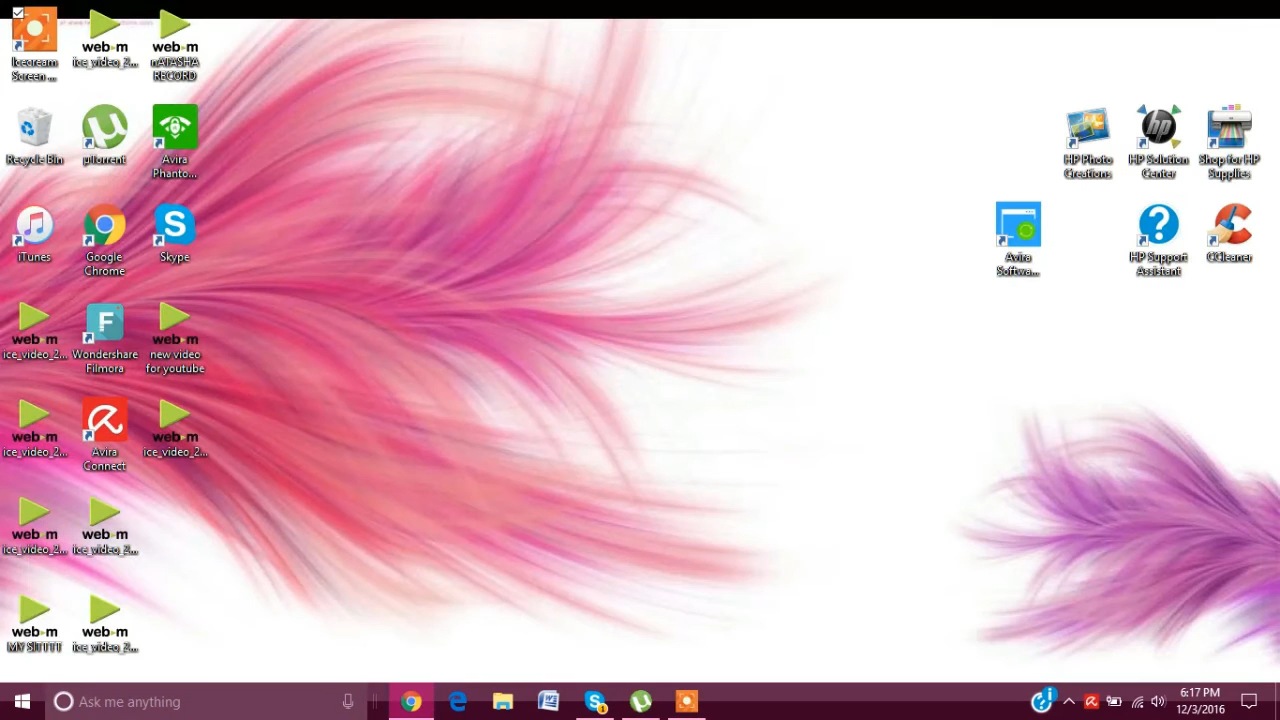 Icecream
Screen ...
web-m
ice_video_2...
web-m
nATASHA
RECORD
Recycle Bin
µTorrent
Avira
Phanto...
hp
HP Photo
Creations
HP Solution
Center
Shop for HP
Supplies
iTunes
Google
Chrome
S
Skype
Avira
Softwa...
?
HP Support
Assistant
CCleaner
web-m
ice_video_2...
F
Wondershare
Filmora
web-m
new video
for youtube
web-m
ice_video_2...
Avira
Connect
web-m
ice_video_2...
web-m
ice_video_2...
web-m
ice_video_2...
web-m
MY SITTTT
web-m
ice_video_2...
Ask me anything
6:17 PM
12/3/2016